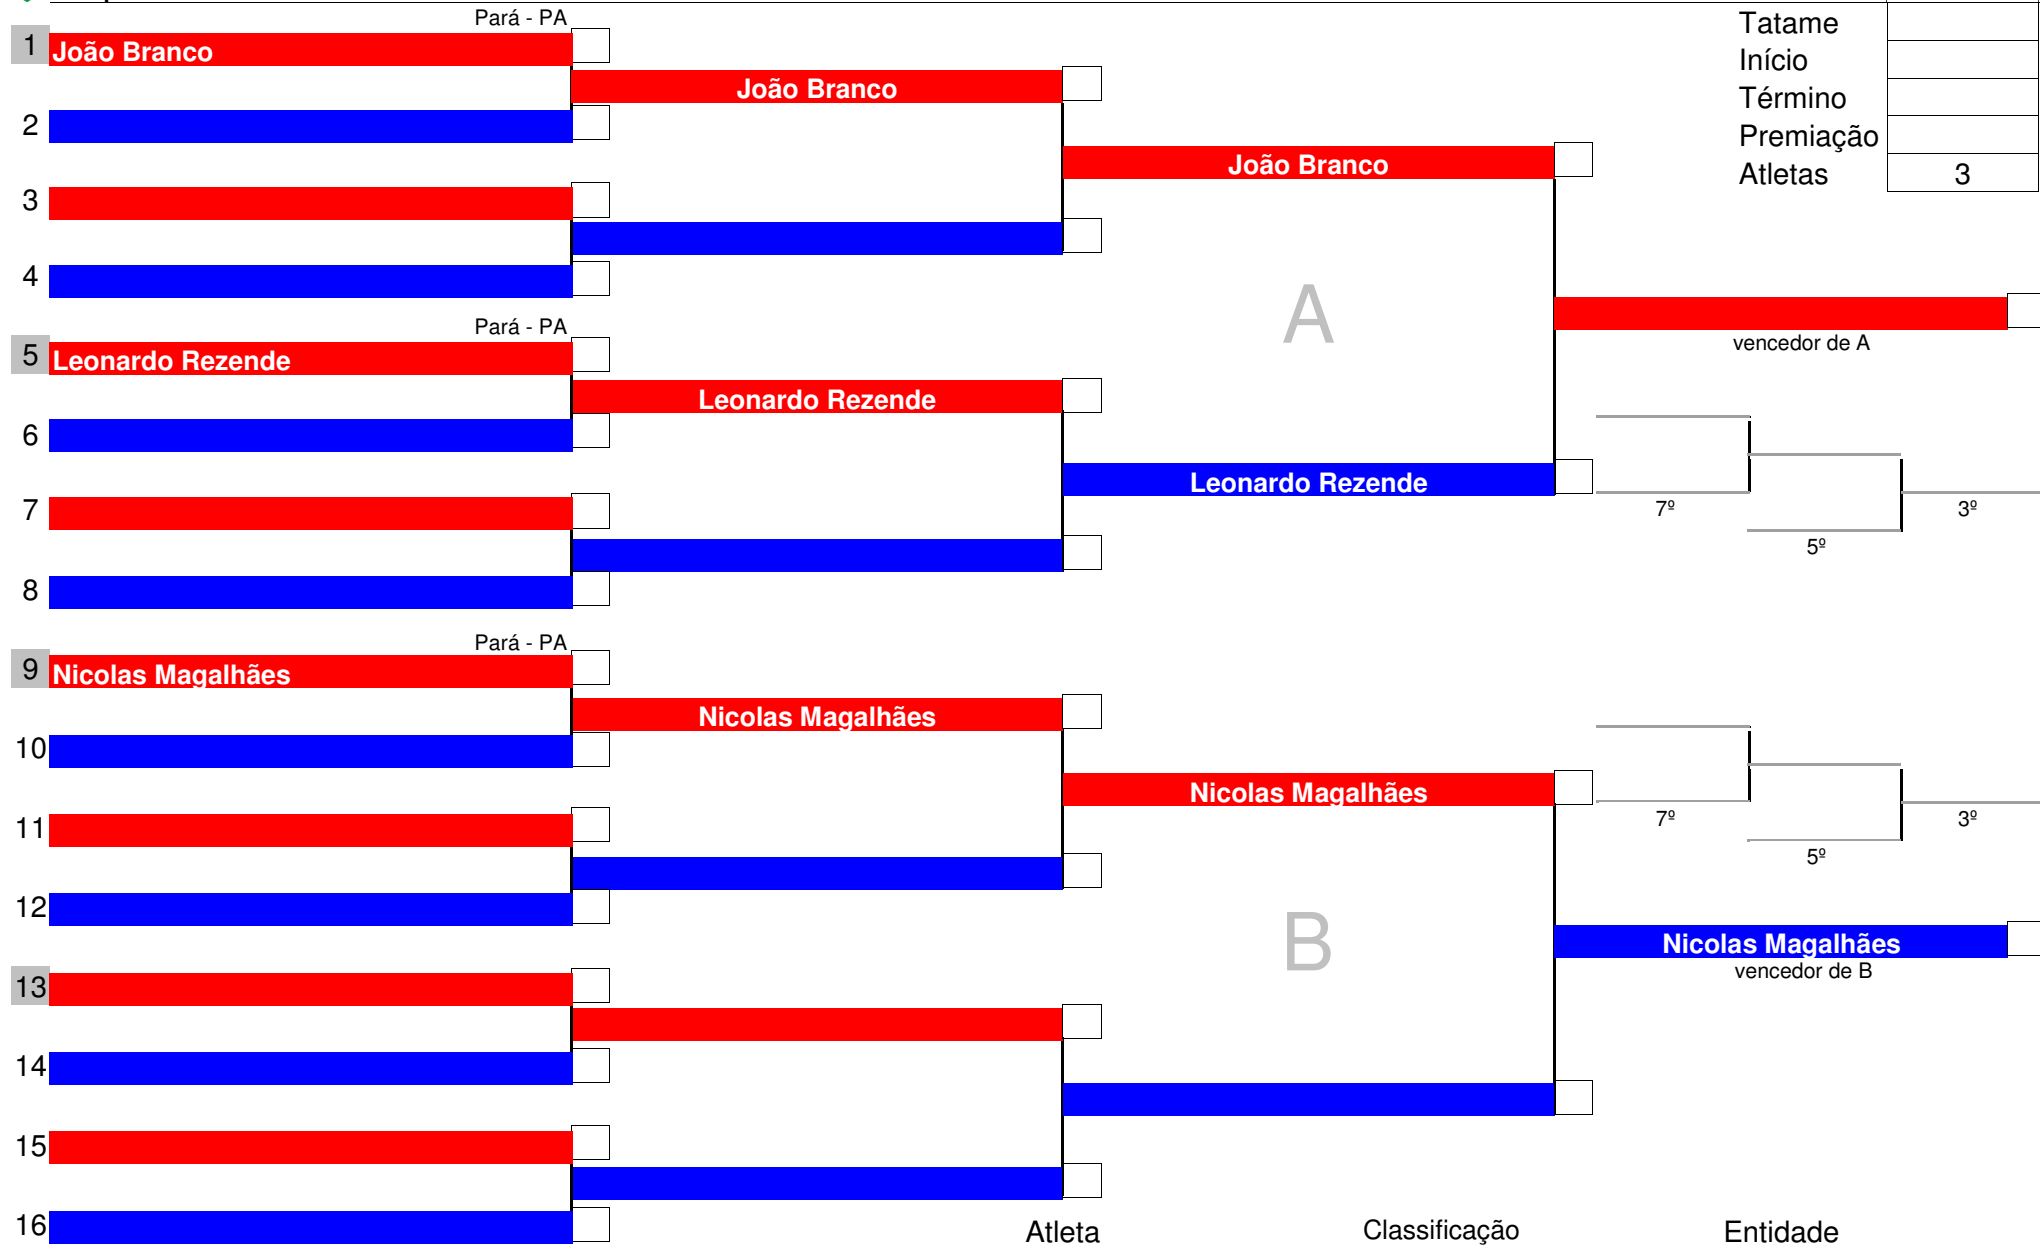 Pará - PA
Tatame
1 João Branco
Início
João Branco
Término
2
Premiação
João Branco
Atletas 3
3
4
Pará - PA
vencedor de A
5 Leonardo Rezende
A
Leonardo Rezende
6
Leonardo Rezende
7
7º 3º
5º
8
Pará - PA
9 Nicolas Magalhães
Nicolas Magalhães
10
Nicolas Magalhães
11
7º 3º
5º
12
B
Nicolas Magalhães
vencedor de B
13
14
15
16
Atleta Classificação Entidade